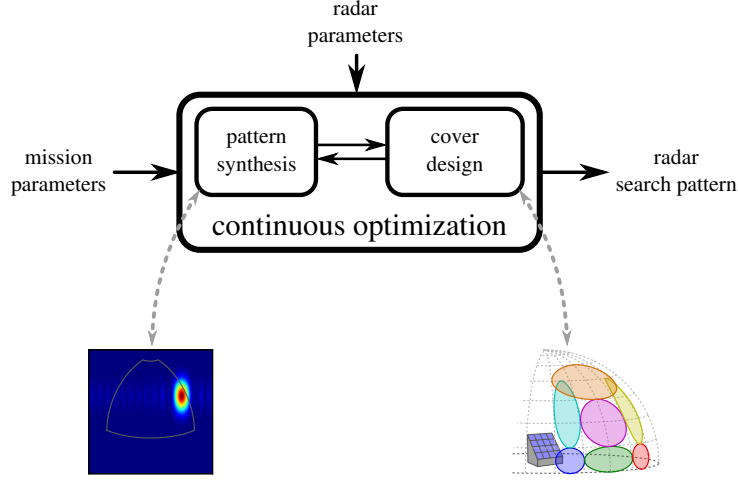 radar
parameters
pattern
synthesis
cover
design
mission
parameters
radar
search pattern
continuous optimization